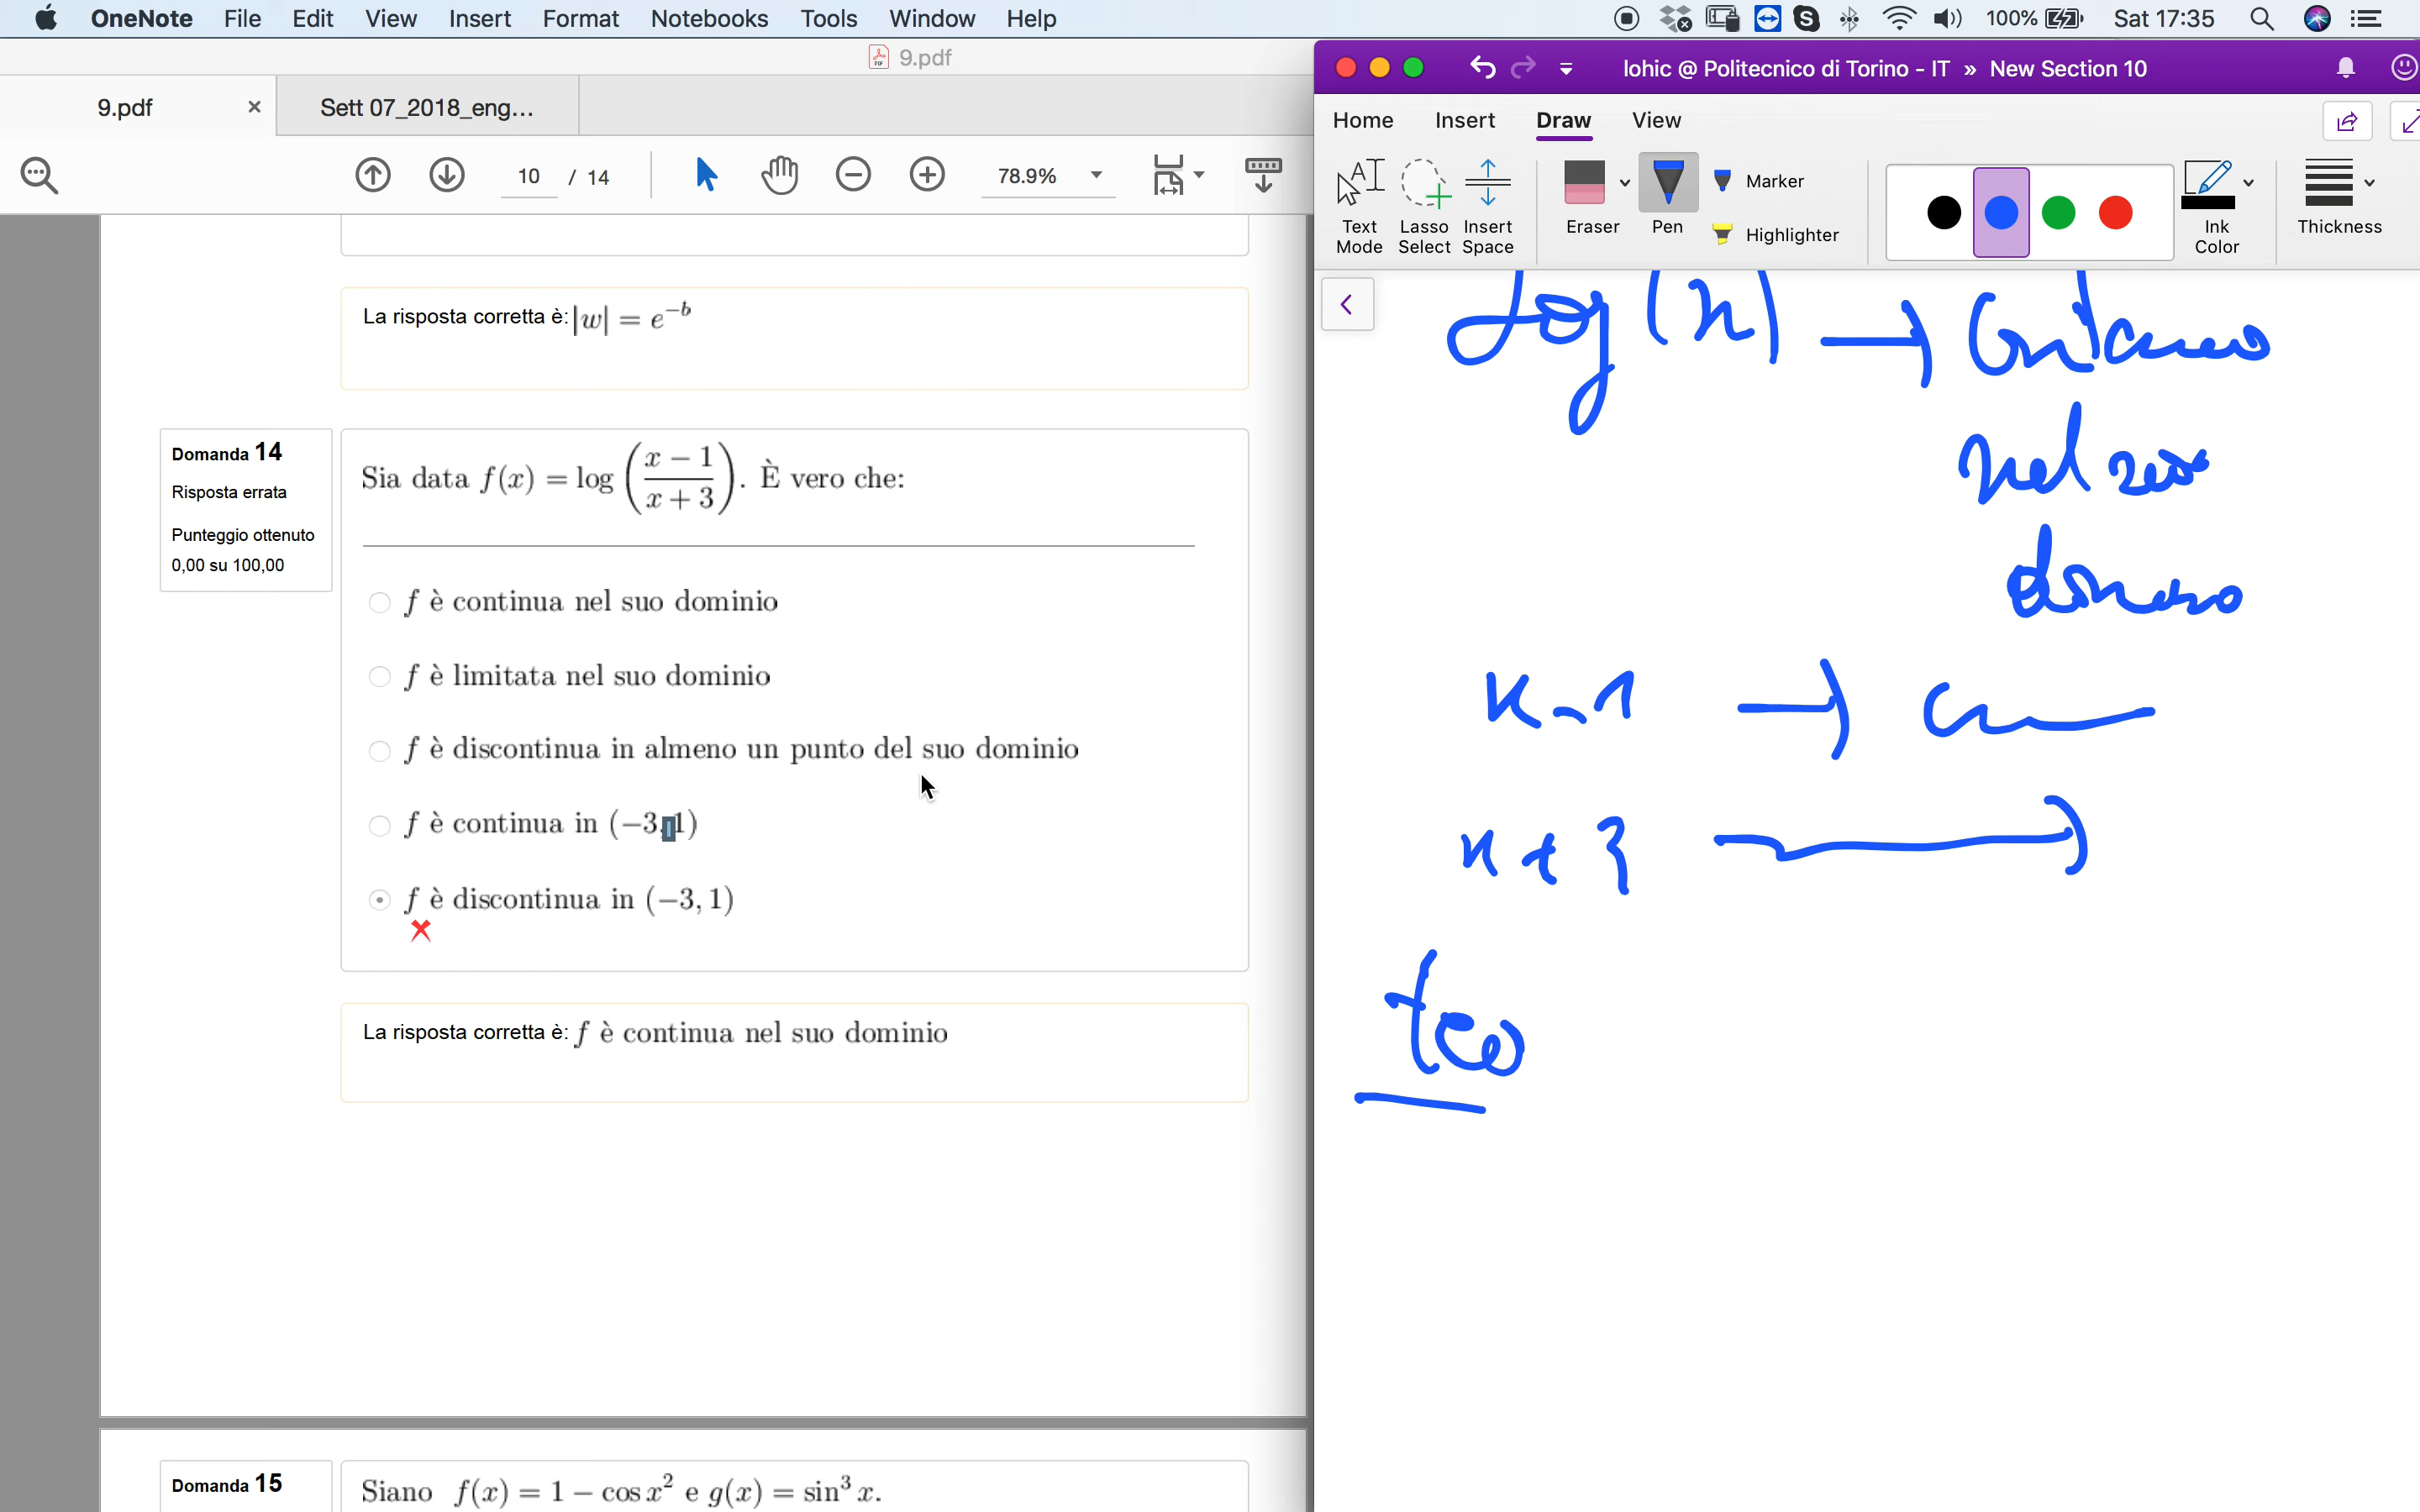 OneNote File Edit View Insert Format Notebooks Tools Window Help
100% Sat 17:35
9.pdf
9.pdf
Sett 07_2018_eng...
10 / 14
78.9%
La risposta corretta è: |w| = e^{-b}
Domanda 14
Risposta errata
Punteggio ottenuto
0,00 su 100,00
Sia data f(x) = log((x − 1)/(x + 3)). È vero che:
f è continua nel suo dominio
f è limitata nel suo dominio
f è discontinua in almeno un punto del suo dominio
f è continua in (−3, 1)
f è discontinua in (−3, 1)
La risposta corretta è: f è continua nel suo dominio
Domanda 15
Siano f(x) = 1 − cos x² e g(x) = sin³ x.
Iohic @ Politecnico di Torino - IT » New Section 10
Home Insert Draw View
Text Mode
Lasso Select
Insert Space
Eraser
Pen
Marker
Highlighter
Ink Color
Thickness
log(x) →
nel
x - 1 →
x + 3 →